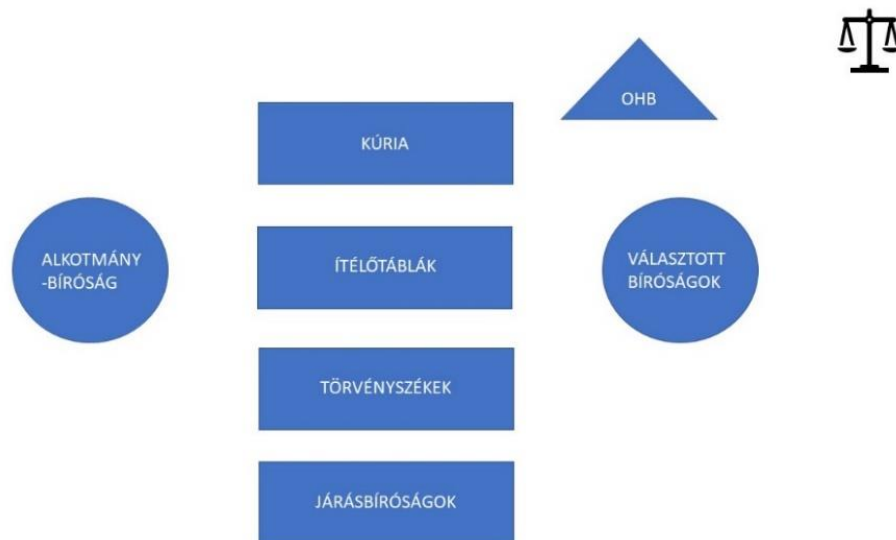 OHB
KÚRIA
ALKOTMÁNY
-BÍRÓSÁG
ÍTÉLŐTÁBLÁK
VÁLASZTOTT
BÍRÓSÁGOK
TÖRVÉNYSZÉKEK
JÁRÁSBÍRÓSÁGOK